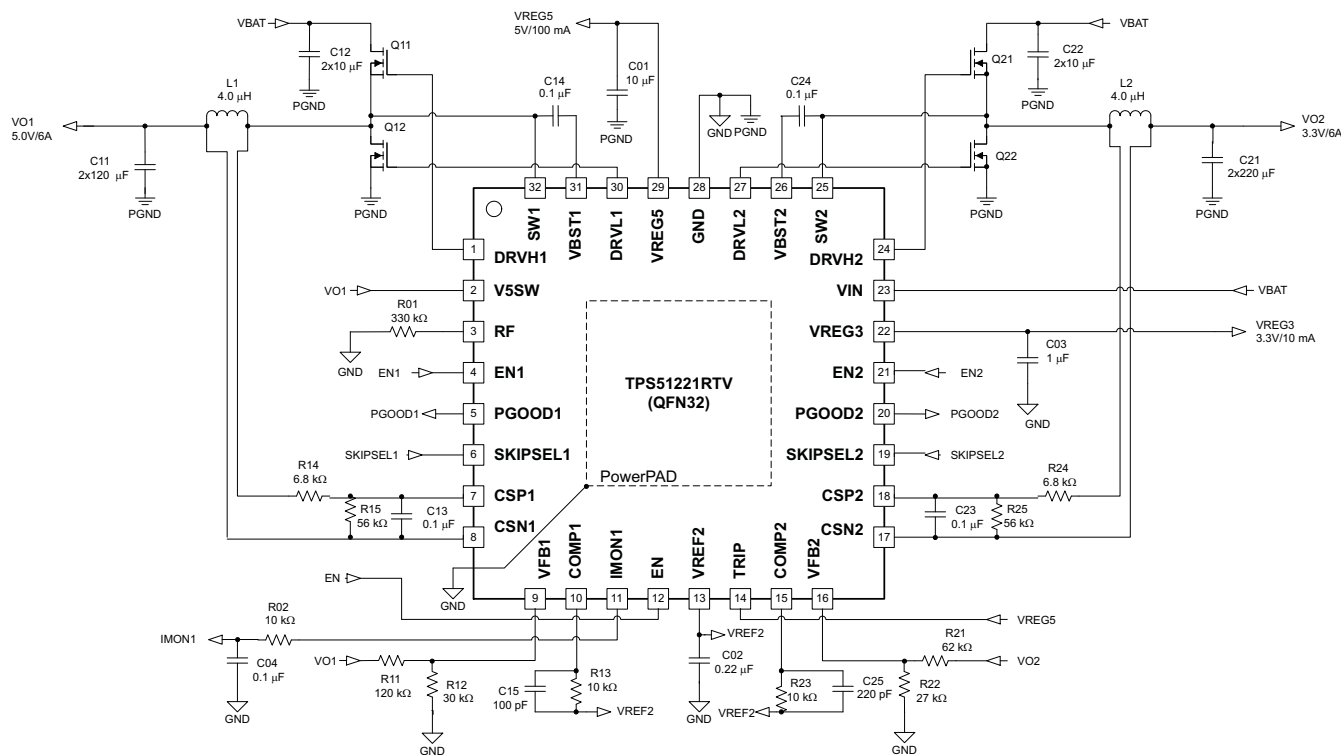 VBAT
C12
2x10 μF
PGND
Q11
VREG5
5V/100 mA
C01
10 μF
PGND
C14
0.1 μF
C24
0.1 μF
GND
PGND
VBAT
Q21
C22
2x10 μF
PGND
L1
4.0 μH
VO1
5.0V/6A
C11
2x120 μF
PGND
Q12
PGND
L2
4.0 μH
VO2
3.3V/6A
C21
2x220 μF
PGND
Q22
PGND
32
31
30
29
28
27
26
25
SW1
VBST1
DRVL1
VREG5
GND
DRVL2
VBST2
SW2
1
DRVH1
24
DRVH2
VO1
2
V5SW
VIN
23
VBAT
R01
330 kΩ
GND
3
RF
VREG3
22
VREG3
3.3V/10 mA
C03
1 μF
GND
EN1
4
EN1
EN2
21
EN2
TPS51221RTV
(QFN32)
PGOOD1
5
PGOOD1
PGOOD2
20
PGOOD2
SKIPSEL1
6
SKIPSEL1
SKIPSEL2
19
SKIPSEL2
PowerPAD
R14
6.8 kΩ
7
CSP1
CSP2
18
R24
6.8 kΩ
R15
56 kΩ
C13
0.1 μF
C23
0.1 μF
R25
56 kΩ
8
CSN1
CSN2
17
GND
VFB1
COMP1
IMON1
EN
VREF2
TRIP
COMP2
VFB2
9
10
11
12
13
14
15
16
EN
VREG5
IMON1
R02
10 kΩ
C04
0.1 μF
GND
VO1
R11
120 kΩ
R12
30 kΩ
GND
C15
100 pF
R13
10 kΩ
VREF2
VREF2
C02
0.22 μF
GND
R23
10 kΩ
VREF2
C25
220 pF
R21
62 kΩ
VO2
R22
27 kΩ
GND